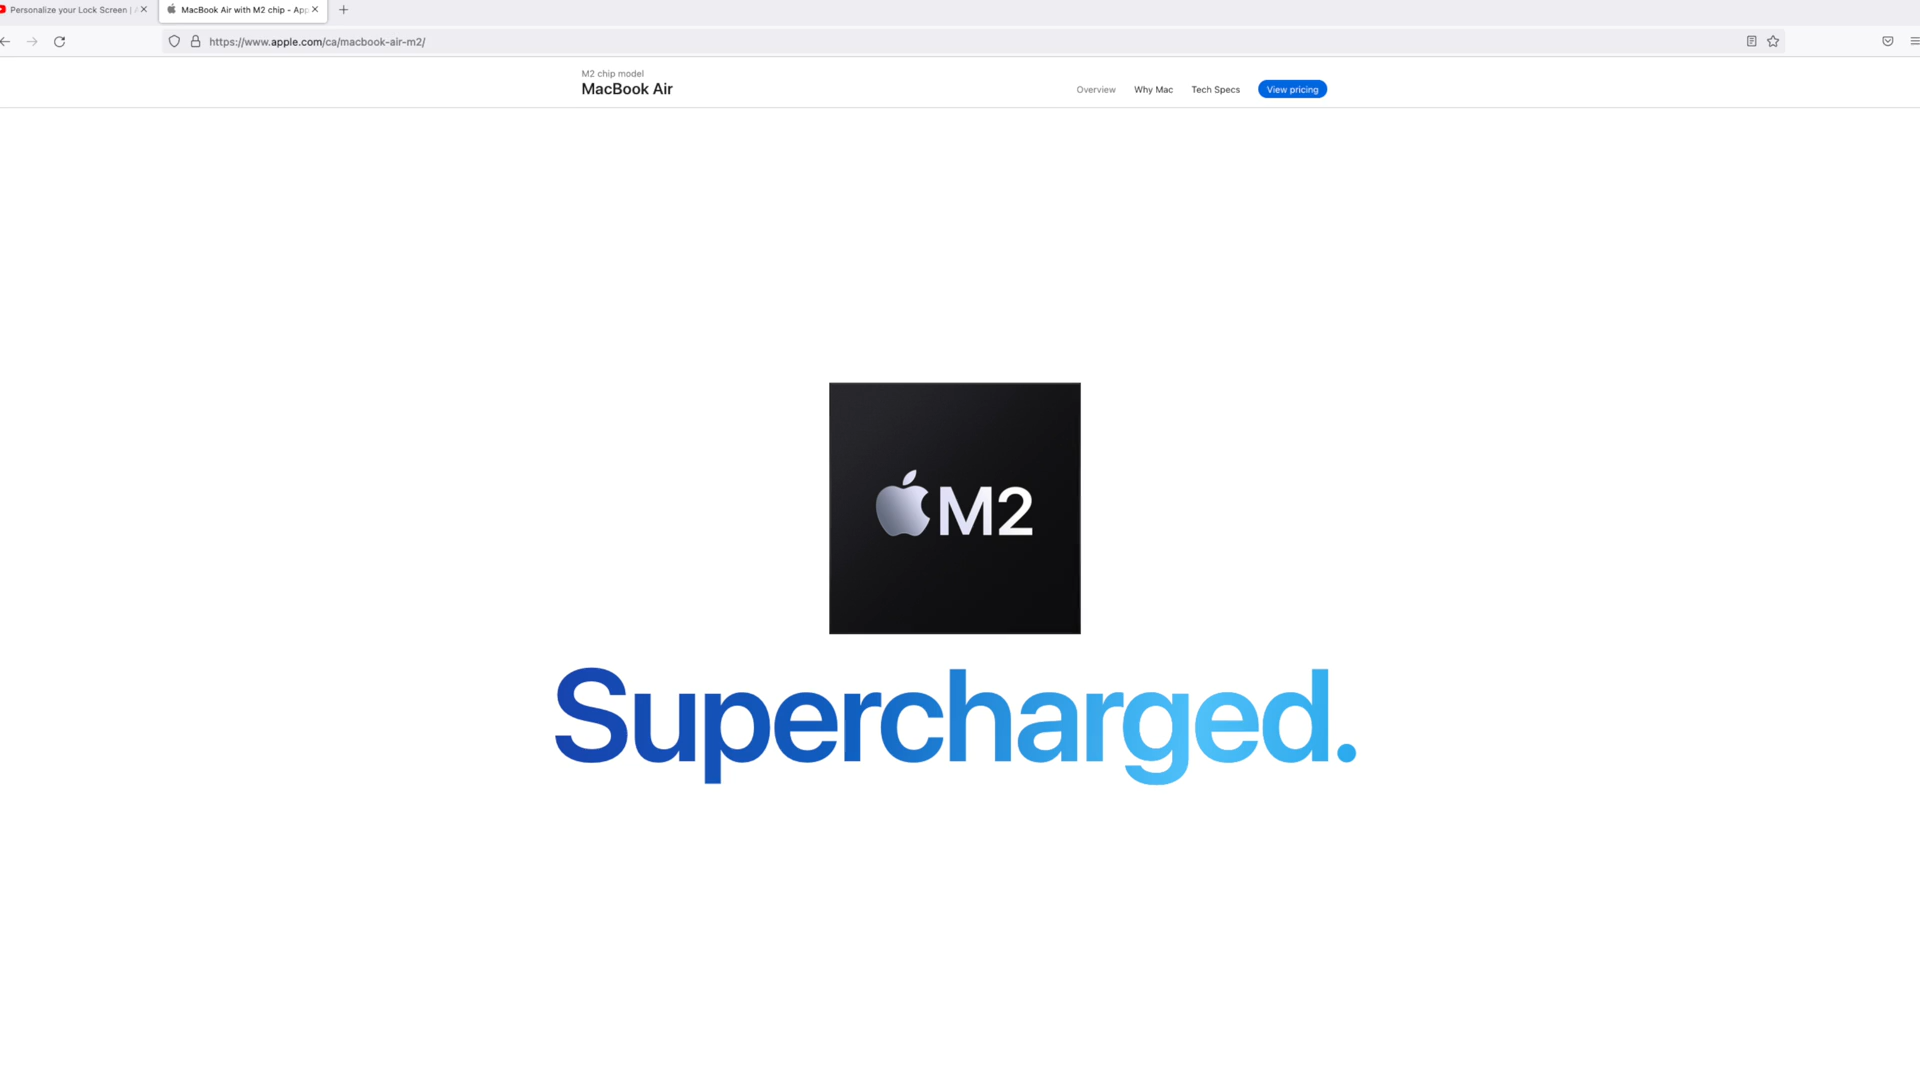 Personalize your Lock Screen |
MacBook Air with M2 chip - App
https://www.apple.com/ca/macbook-air-m2/
M2 chip model
MacBook Air
Overview
Why Mac
Tech Specs
View pricing
M2
Supercharged.